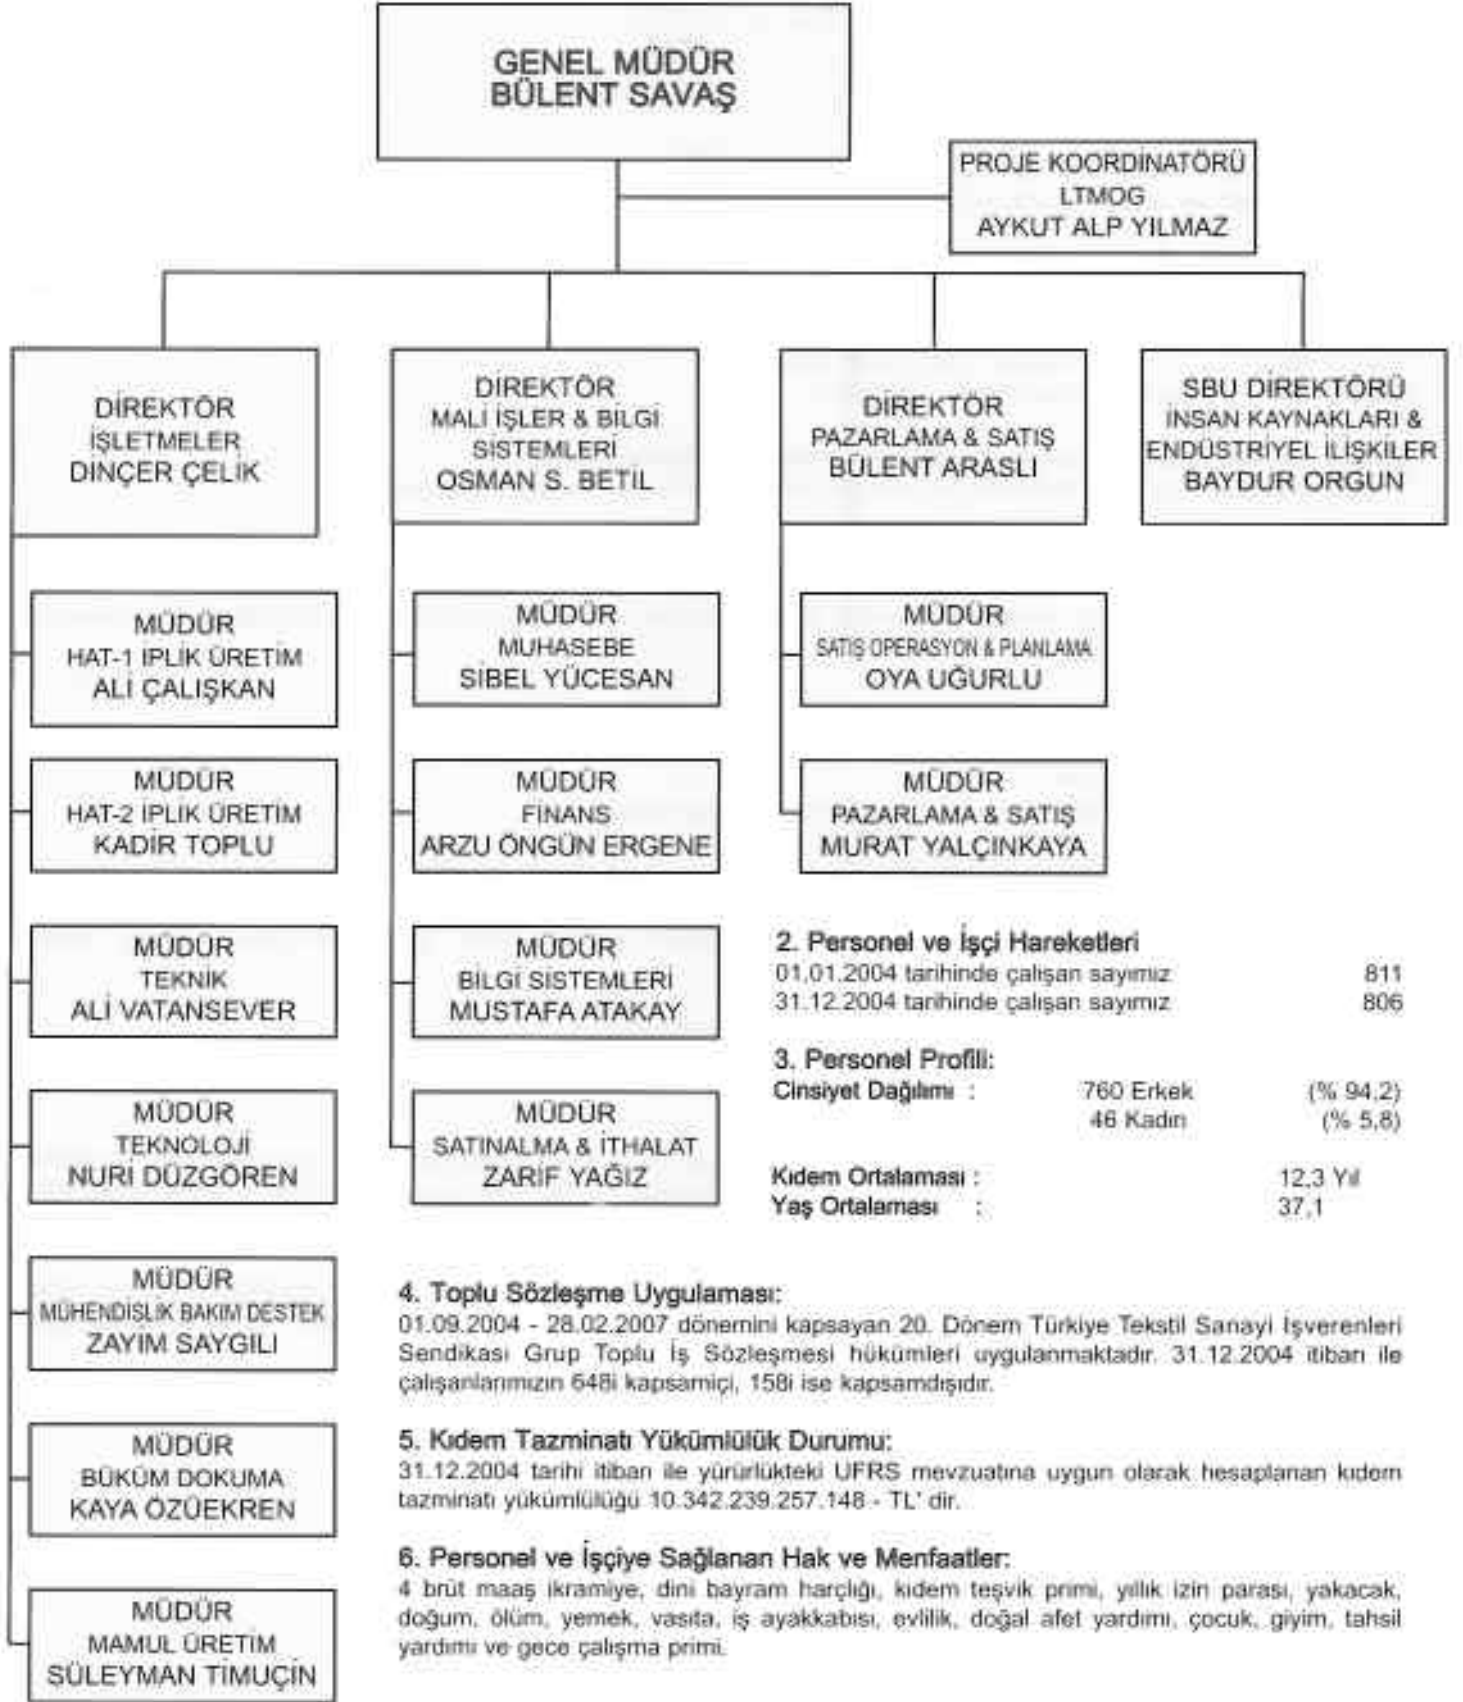 GENEL MÜDÜR
BÜLENT SAVAŞ
PROJE KOORDİNATÖRÜ
LTMOG
AYKUT ALP YILMAZ
DİREKTÖR
İŞLETMELER
DINÇER ÇELİK
DİREKTÖR
MALİ İŞLER & BİLGİ
SİSTEMLERİ
OSMAN S. BETİL
DİREKTÖR
PAZARLAMA & SATIŞ
BÜLENT ARASLI
SBU DİREKTÖRÜ
İNSAN KAYNAKLARI &
ENDÜSTRİYEL İLİŞKİLER
BAYDUR ORGUN
MÜDÜR
HAT-1 İPLİK ÜRETİM
ALİ ÇALIŞKAN
MÜDÜR
HAT-2 İPLİK ÜRETİM
KADİR TOPLU
MÜDÜR
TEKNİK
ALİ VATANSEVER
MÜDÜR
TEKNOLOJİ
NURİ DÜZGÖREN
MÜDÜR
MÜHENDİSLİK BAKIM DESTEK
ZAYIM SAYGILI
MÜDÜR
BÜKÜM DOKUMA
KAYA ÖZÜEKREN
MÜDÜR
MAMUL ÜRETİM
SÜLEYMAN TİMUÇİN
MÜDÜR
MUHASEBE
SİBEL YÜCESAN
MÜDÜR
FİNANS
ARZU ÖNGÜN ERGENE
MÜDÜR
BİLGİ SİSTEMLERİ
MUSTAFA ATAKAY
MÜDÜR
SATINALMA & İTHALAT
ZARİF YAĞIZ
MÜDÜR
SATIŞ OPERASYON & PLANLAMA
OYA UĞURLU
MÜDÜR
PAZARLAMA & SATIŞ
MURAT YALÇINKAYA
2. Personel ve İşçi Hareketleri
01.01.2004 tarihinde çalışan sayımız 811
31.12.2004 tarihinde çalışan sayımız 806
3. Personel Profili:
Cinsiyet Dağılımı : 760 Erkek (% 94,2)
46 Kadın (% 5,8)
Kıdem Ortalaması : 12,3 Yıl
Yaş Ortalaması : 37,1
4. Toplu Sözleşme Uygulaması:
01.09.2004 - 28.02.2007 dönemini kapsayan 20. Dönem Türkiye Tekstil Sanayi İşverenleri
Sendikası Grup Toplu İş Sözleşmesi hükümleri uygulanmaktadır. 31.12.2004 itibarı ile
çalışanlarımızın 648i kapsamiçi, 158i ise kapsamdışıdır.
5. Kıdem Tazminatı Yükümlülük Durumu:
31.12.2004 tarihi itibarı ile yürürlükteki UFRS mevzuatına uygun olarak hesaplanan kıdem
tazminatı yükümlülüğü 10.342.239.257.148 - TL' dir.
6. Personel ve İşçiye Sağlanan Hak ve Menfaatler:
4 brüt maaş ikramiye, dini bayram harçlığı, kıdem teşvik primi, yıllık izin parası, yakacak,
doğum, ölüm, yemek, vasıta, iş ayakkabısı, evlilik, doğal afet yardımı, çocuk, giyim, tahsil
yardımı ve gece çalışma primi.